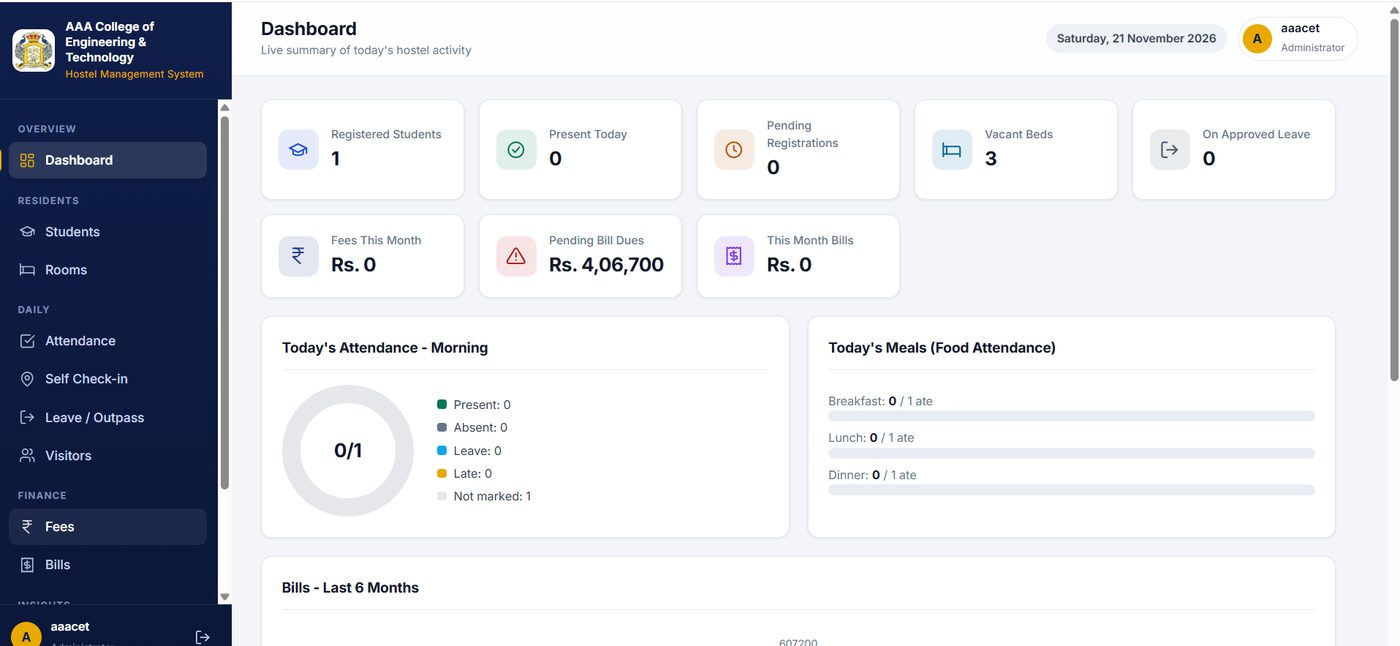 AAA College of
Engineering &
Technology
Hostel Management System
OVERVIEW
Dashboard
RESIDENTS
Students
Rooms
DAILY
Attendance
Self Check-in
Leave / Outpass
Visitors
FINANCE
Fees
Bills
INSIGHTS
A
aaacet
Administrator
Dashboard
Live summary of today's hostel activity
Saturday, 21 November 2026
A
aaacet
Administrator
Registered Students
1
Present Today
0
Pending
Registrations
0
Vacant Beds
3
On Approved Leave
0
Fees This Month
Rs. 0
Pending Bill Dues
Rs. 4,06,700
This Month Bills
Rs. 0
Today's Attendance - Morning
0/1
Present: 0
Absent: 0
Leave: 0
Late: 0
Not marked: 1
Today's Meals (Food Attendance)
Breakfast: 0 / 1 ate
Lunch: 0 / 1 ate
Dinner: 0 / 1 ate
Bills - Last 6 Months
607200